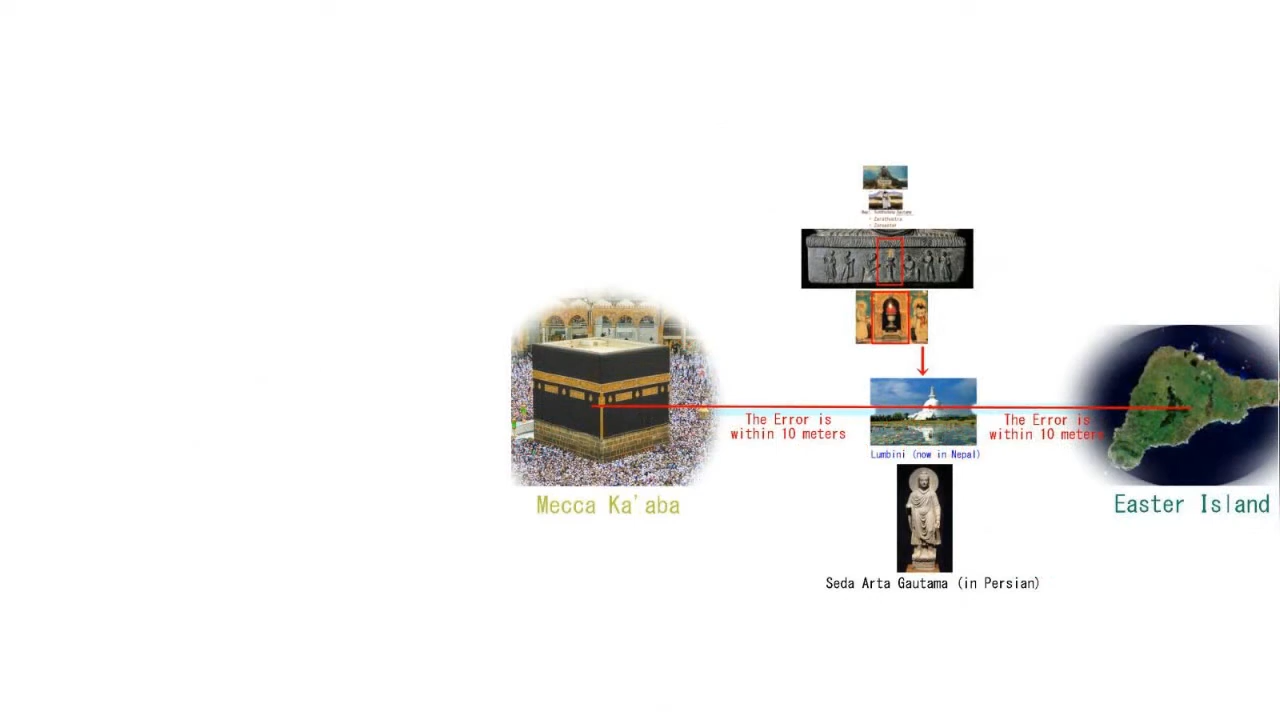 Zarathustra
The Error is
within 10 meters
The Error is
within 10 meters
Lumbini (now in Nepal)
Mecca Ka'aba
Easter Island
Seda Arta Gautama (in Persian)